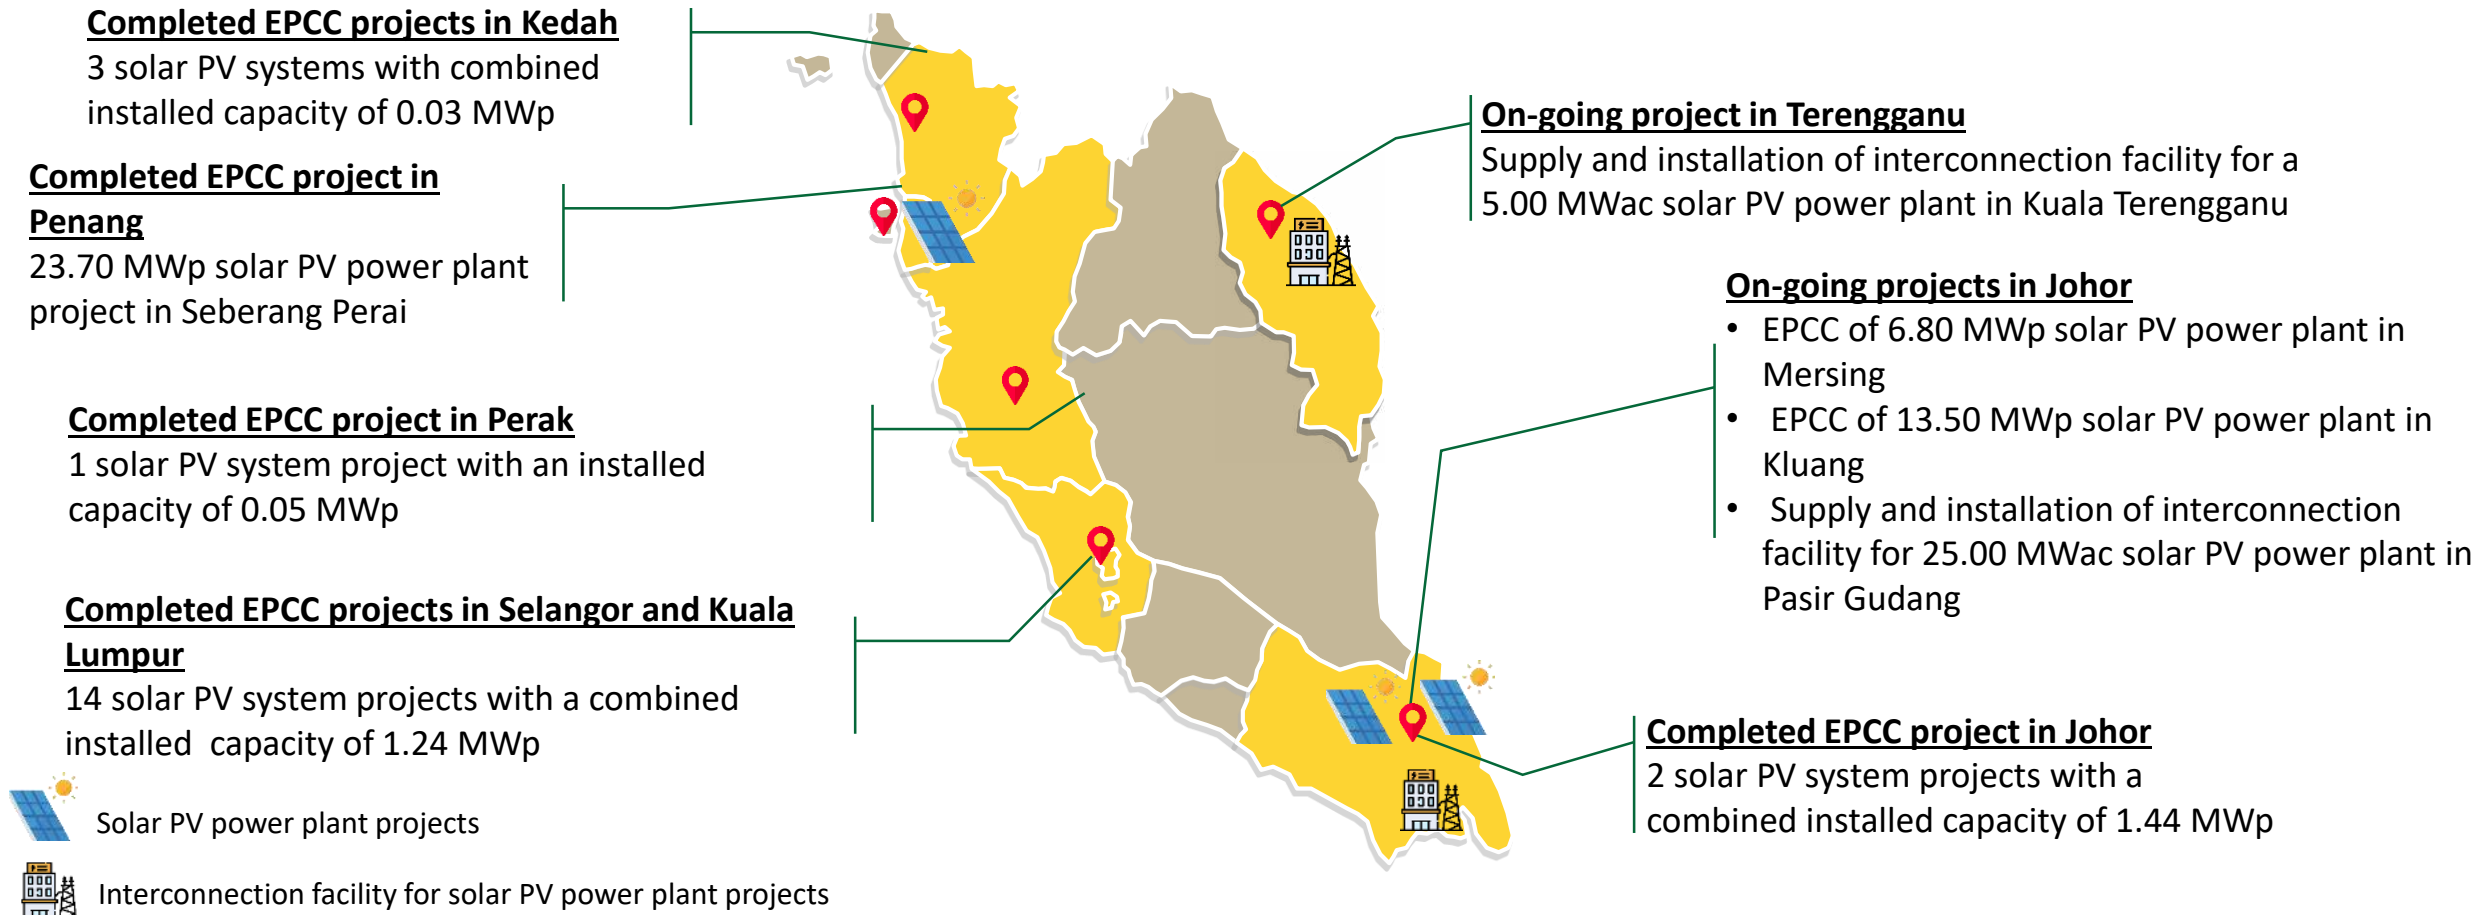 Completed EPCC projects in Kedah
3 solar PV systems with combined
installed capacity of 0.03 MWp
Completed EPCC project in
Penang
23.70 MWp solar PV power plant
project in Seberang Perai
Completed EPCC project in Perak
1 solar PV system project with an installed
capacity of 0.05 MWp
Completed EPCC projects in Selangor and Kuala
Lumpur
14 solar PV system projects with a combined
installed capacity of 1.24 MWp
Solar PV power plant projects
Interconnection facility for solar PV power plant projects
On-going project in Terengganu
Supply and installation of interconnection facility for a
5.00 MWac solar PV power plant in Kuala Terengganu
On-going projects in Johor
• EPCC of 6.80 MWp solar PV power plant in
Mersing
• EPCC of 13.50 MWp solar PV power plant in
Kluang
• Supply and installation of interconnection
facility for 25.00 MWac solar PV power plant in
Pasir Gudang
Completed EPCC project in Johor
2 solar PV system projects with a
combined installed capacity of 1.44 MWp